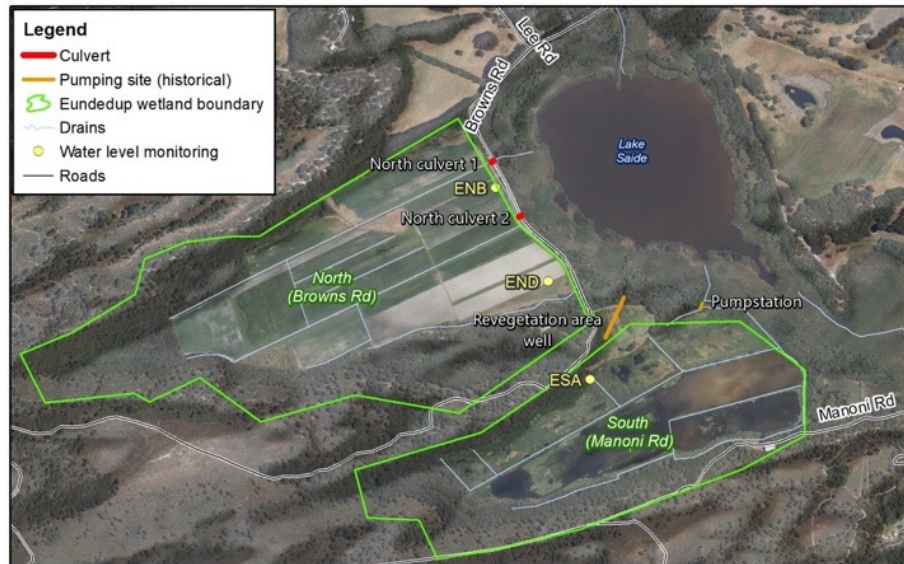 Legend
Culvert
Pumping site (historical)
Eundedup wetland boundary
Drains
Water level monitoring
Roads
Lee Rd
Browns Rd
Lake
Saide
North culvert 1
ENB
North culvert 2
North
(Browns Rd)
END
Pumpstation
Revegetation area
well
ESA
South
(Manoni Rd)
Manoni Rd